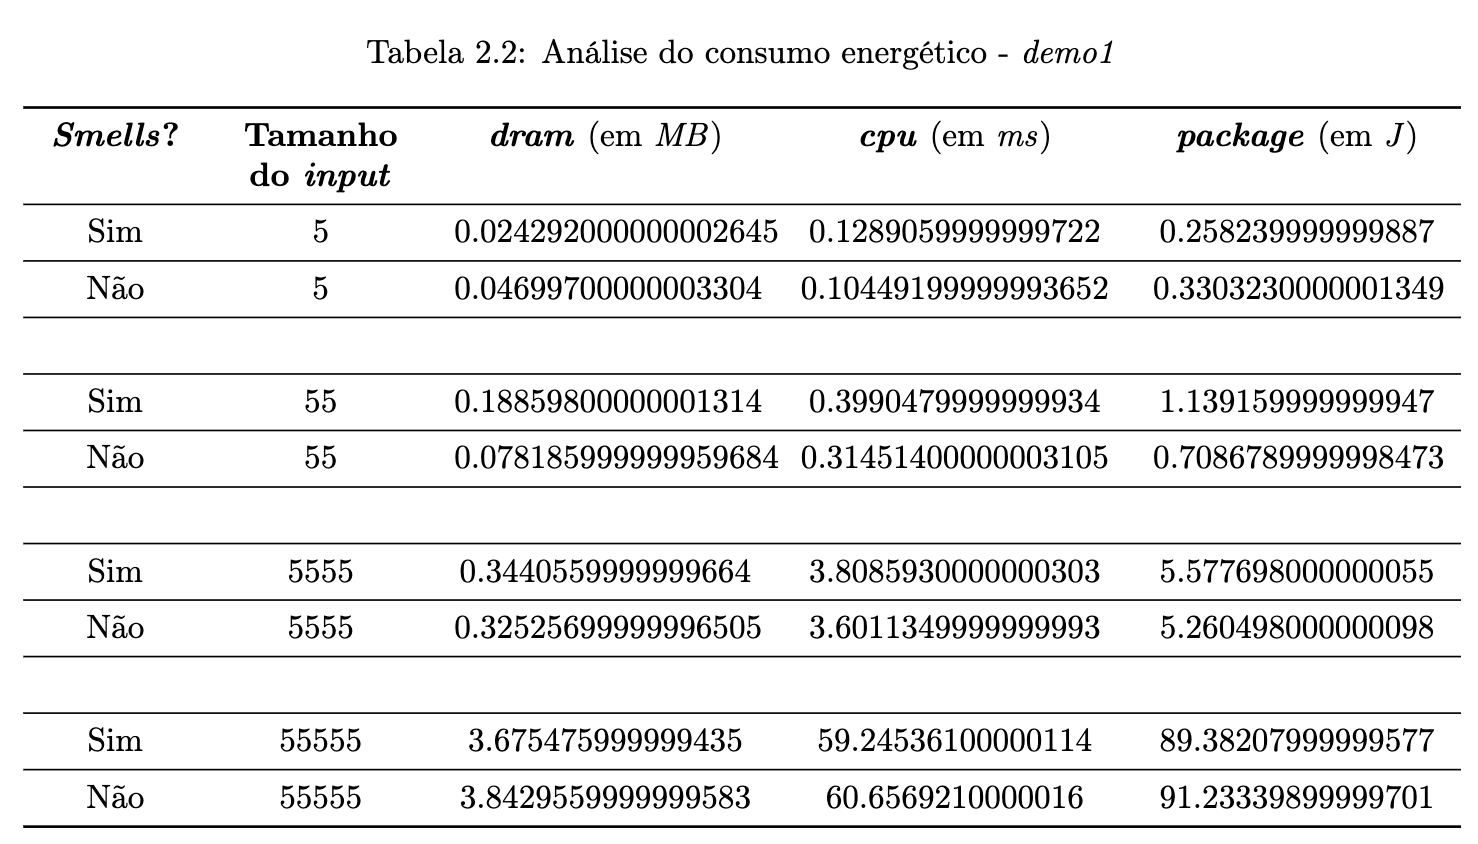 Tabela 2.2: Análise do consumo energético - demo1
Smells? Tamanho do input dram (em MB) cpu (em ms) package (em J)
Sim 5 0.024292000000002645 0.1289059999999722 0.258239999999887
Não 5 0.04699700000003304 0.10449199999993652 0.3303230000001349
Sim 55 0.18859800000001314 0.3990479999999934 1.139159999999947
Não 55 0.078185999999959684 0.31451400000003105 0.7086789999998473
Sim 5555 0.3440559999999664 3.8085930000000303 5.577698000000055
Não 5555 0.32525699999996505 3.6011349999999993 5.260498000000098
Sim 55555 3.675475999999435 59.24536100000114 89.38207999999577
Não 55555 3.8429559999999583 60.6569210000016 91.23339899999701